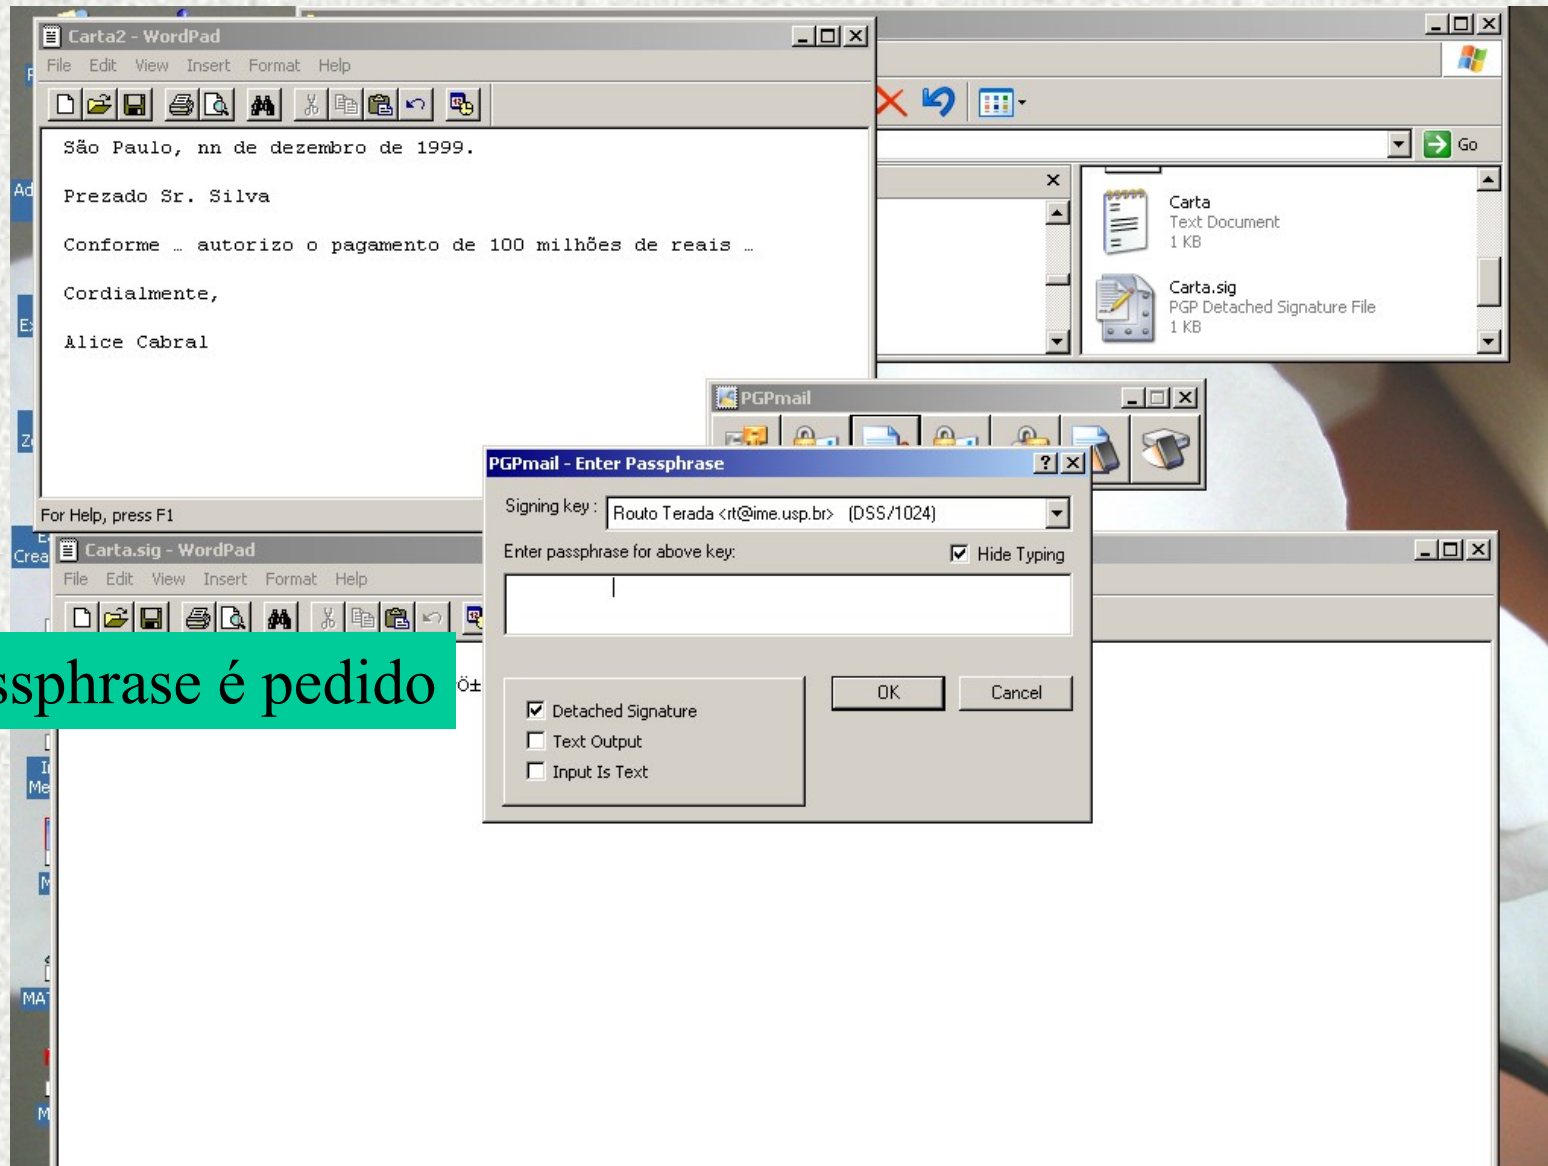 Carta2 - WordPad
File Edit View Insert Format Help
São Paulo, nn de dezembro de 1999.
Prezado Sr. Silva
Conforme … autorizo o pagamento de 100 milhões de reais …
Cordialmente,
Alice Cabral
For Help, press F1
Go
Carta
Text Document
1 KB
Carta.sig
PGP Detached Signature File
1 KB
PGPmail
PGPmail - Enter Passphrase
Signing key : Routo Terada <rt@ime.usp.br> (DSS/1024)
Enter passphrase for above key:
Hide Typing
Detached Signature
Text Output
Input Is Text
OK
Cancel
Carta.sig - WordPad
File Edit View Insert Format Help
ssphrase é pedido
Ö±